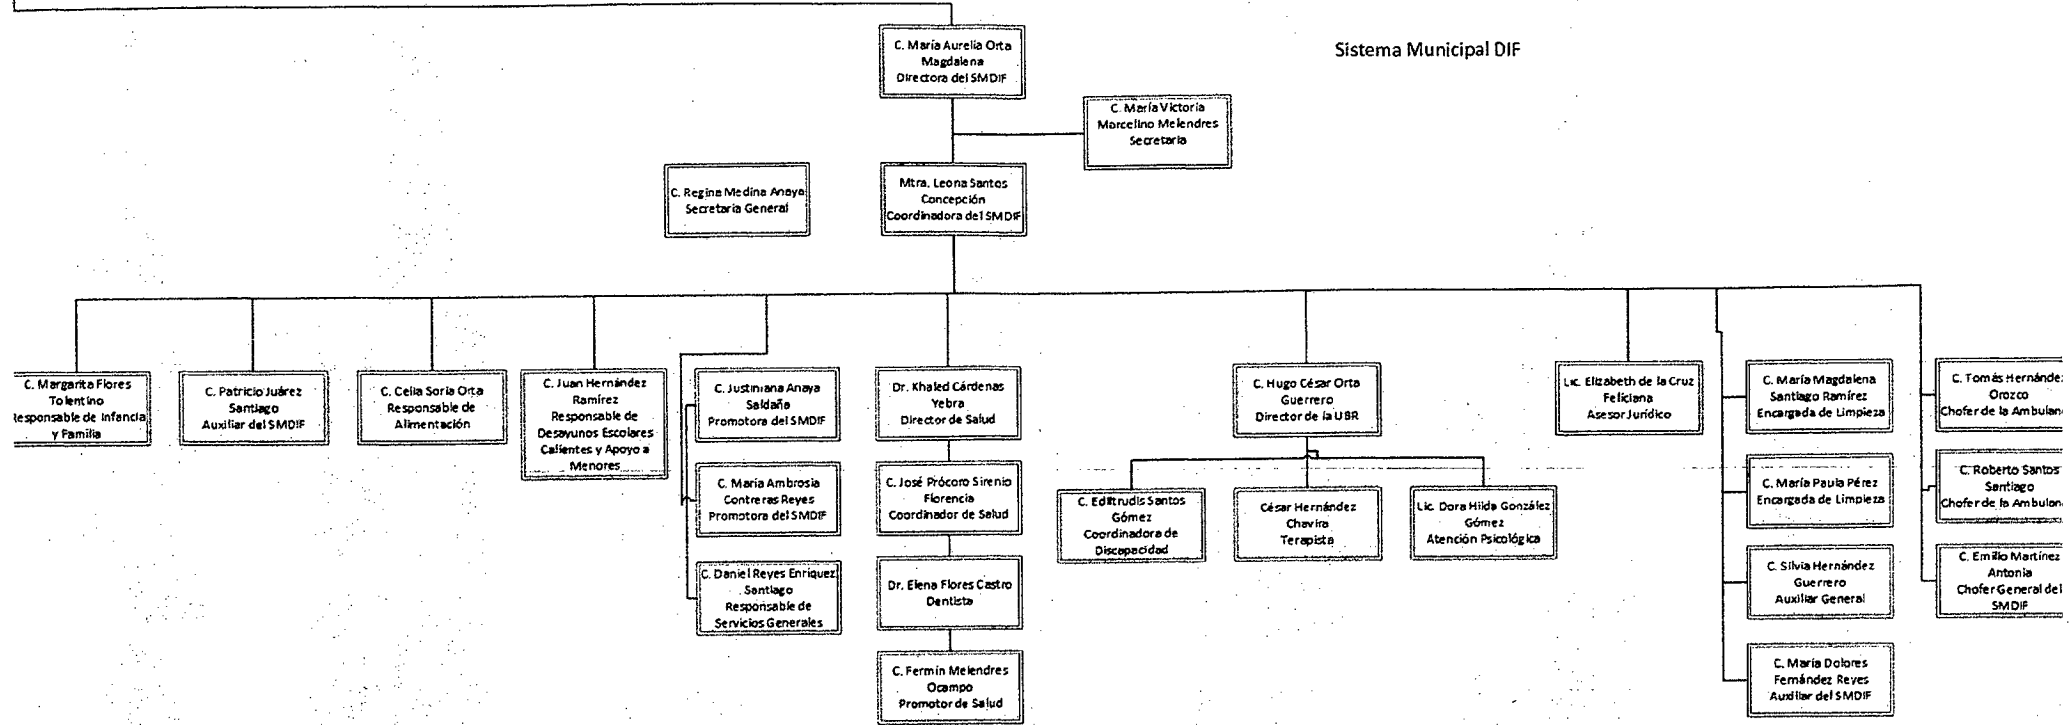 Sistema Municipal DIF
C. María Aurelia Orta
Magdalena
Directora del SMDIF
C. María Victoria
Marcelino Melendres
Secretaria
C. Regina Medina Anaya
Secretaria General
Mtra. Leona Santos
Concepción
Coordinadora del SMDIF
C. Margarita Flores
Tolentino
Responsable de Infancia
y Familia
C. Patricio Juárez
Santiago
Auxiliar del SMDIF
C. Celia Soria Orta
Responsable de
Alimentación
C. Juan Hernández
Ramírez
Responsable de
Desayunos Escolares
Calientes y Apoyo a
Menores
C. Justiniana Anaya
Saldaña
Promotora del SMDIF
C. María Ambrosia
Contreras Reyes
Promotora del SMDIF
C. Daniel Reyes Enriquez
Santiago
Responsable de
Servicios Generales
Dr. Khaled Cárdenas
Yebra
Director de Salud
C. José Prócoro Sirenio
Florencia
Coordinador de Salud
Dr. Elena Flores Castro
Dentista
C. Fermín Melendres
Ocampo
Promotor de Salud
C. Hugo César Orta
Guerrero
Director de la UBR
C. Ediltrudis Santos
Gómez
Coordinadora de
Discapacidad
César Hernández
Chavira
Terapista
Lic. Dora Hilda González
Gómez
Atención Psicológica
Lic. Elizabeth de la Cruz
Feliciana
Asesor Jurídico
C. María Magdalena
Santiago Ramírez
Encargada de Limpieza
C. María Paula Pérez
Encargada de Limpieza
C. Silvia Hernández
Guerrero
Auxiliar General
C. María Dolores
Fernández Reyes
Auxiliar del SMDIF
C. Tomás Hernández
Orozco
Chofer de la Ambulan
C. Roberto Santos
Santiago
Chofer de la Ambulan
C. Emilio Martínez
Antonia
Chofer General del
SMDIF